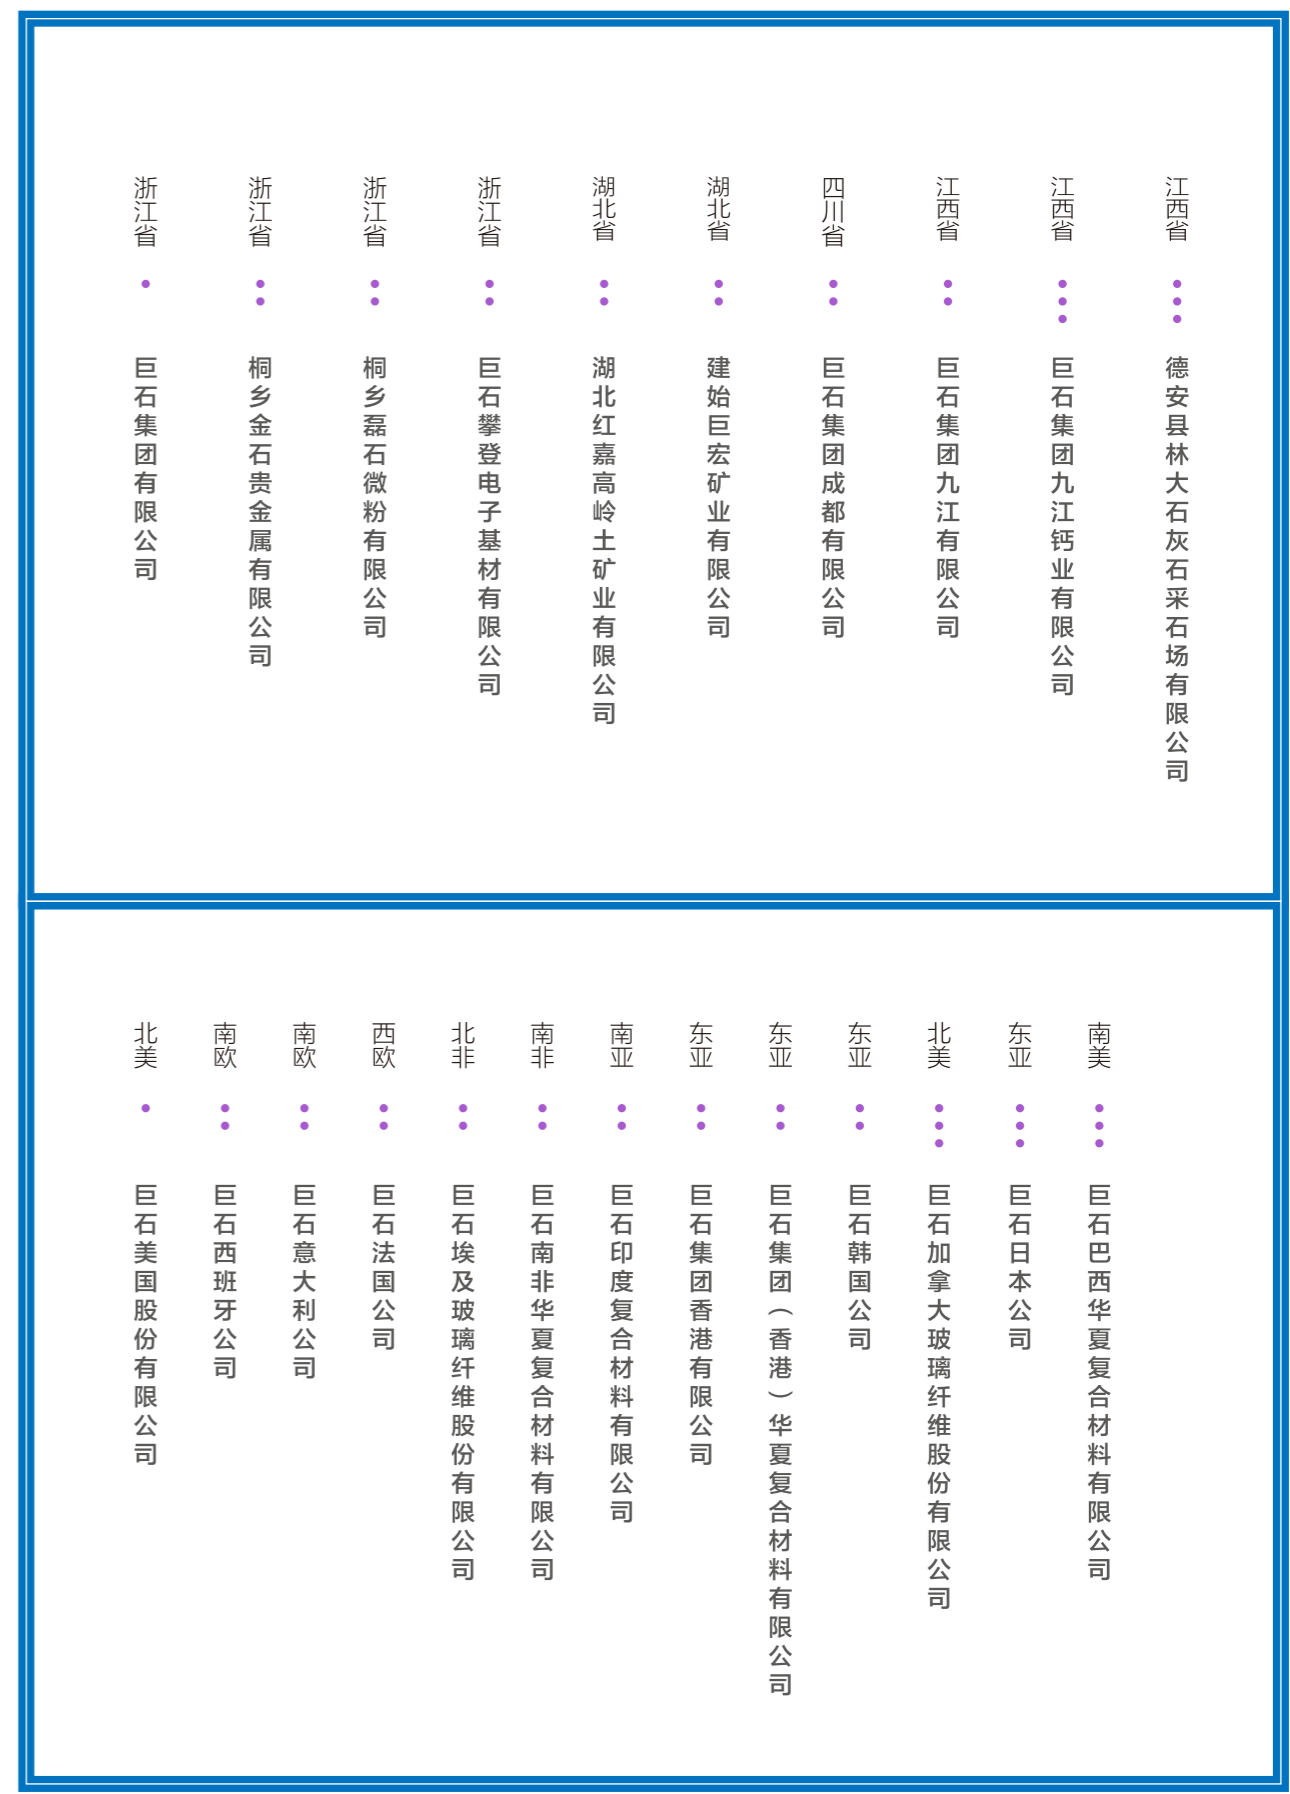 浙江省
巨石集团有限公司
浙江省
桐乡金石贵金属有限公司
浙江省
桐乡磊石微粉有限公司
浙江省
巨石攀登电子基材有限公司
湖北省
湖北红嘉高岭土矿业有限公司
湖北省
建始巨宏矿业有限公司
四川省
巨石集团成都有限公司
江西省
巨石集团九江有限公司
江西省
巨石集团九江钙业有限公司
江西省
德安县林大石灰石采石场有限公司
北美
巨石美国股份有限公司
南欧
巨石西班牙公司
南欧
巨石意大利公司
西欧
巨石法国公司
北非
巨石埃及玻璃纤维股份有限公司
南非
巨石南非华夏复合材料有限公司
南亚
巨石印度复合材料有限公司
东亚
巨石集团香港有限公司
东亚
巨石集团（香港）华夏复合材料有限公司
东亚
巨石韩国公司
北美
巨石加拿大玻璃纤维股份有限公司
东亚
巨石日本公司
南美
巨石巴西华夏复合材料有限公司